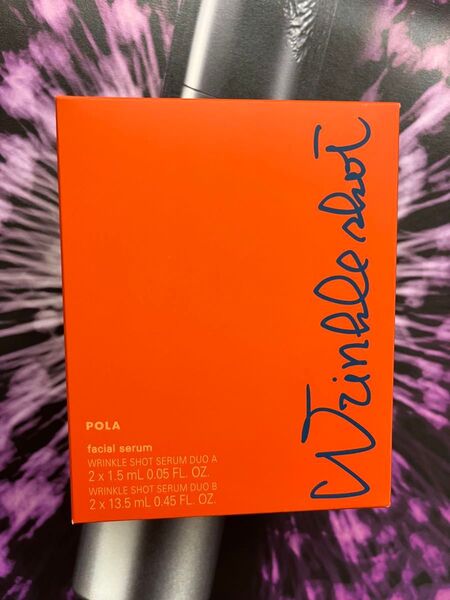 Wrinkle shot
POLA
facial serum
WRINKLE SHOT SERUM DUO A
2 x 1.5 mL 0.05 FL. OZ.
WRINKLE SHOT SERUM DUO B
2 x 13.5 mL 0.45 FL. OZ.